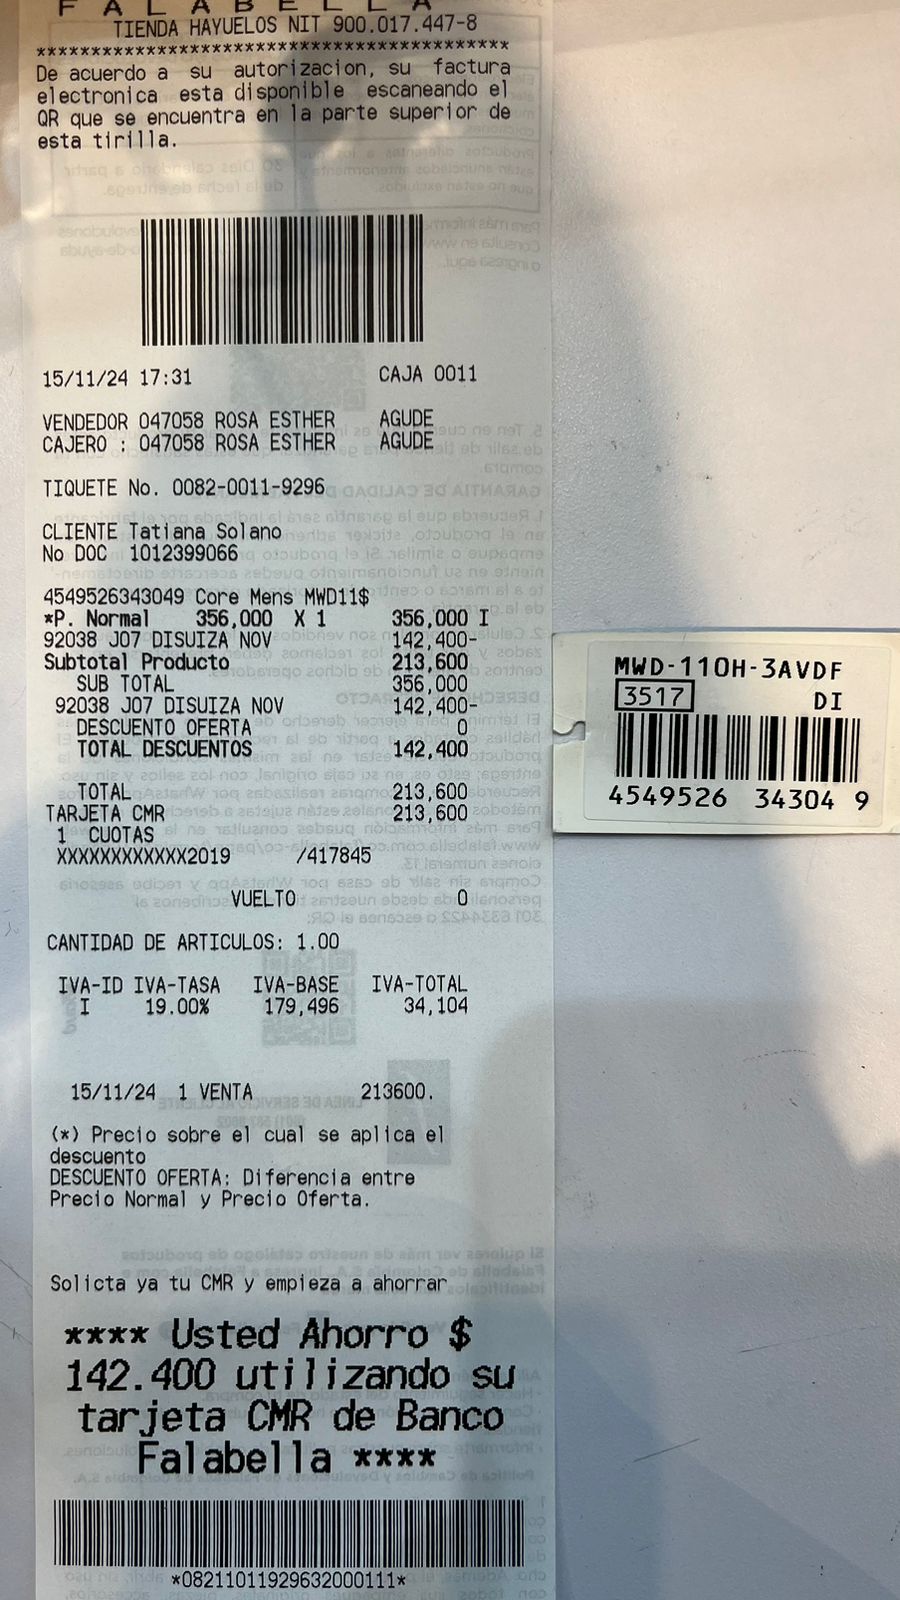 FALABELLA
TIENDA HAYUELOS NIT 900.017.447-8
*******************************************
De acuerdo a su autorizacion, su factura
electronica esta disponible escaneando el
QR que se encuentra en la parte superior de
esta tirilla.
15/11/24 17:31 CAJA 0011
VENDEDOR 047058 ROSA ESTHER AGUDE
CAJERO : 047058 ROSA ESTHER AGUDE
TIQUETE No. 0082-0011-9296
CLIENTE Tatiana Solano
No DOC 1012399066
4549526343049 Core Mens MWD11$
*P. Normal 356,000 X 1 356,000 I
92038 J07 DISUIZA NOV 142,400-
Subtotal Producto 213,600
SUB TOTAL 356,000
92038 J07 DISUIZA NOV 142,400-
DESCUENTO OFERTA 0
TOTAL DESCUENTOS 142,400
TOTAL 213,600
TARJETA CMR 213,600
1 CUOTAS
XXXXXXXXXXXX2019 /417845
VUELTO 0
CANTIDAD DE ARTICULOS: 1.00
IVA-ID IVA-TASA IVA-BASE IVA-TOTAL
I 19.00% 179,496 34,104
15/11/24 1 VENTA 213600.
(*) Precio sobre el cual se aplica el
descuento
DESCUENTO OFERTA: Diferencia entre
Precio Normal y Precio Oferta.
Solicta ya tu CMR y empieza a ahorrar
**** Usted Ahorro $
142.400 utilizando su
tarjeta CMR de Banco
Falabella ****
*08211011929632000111*
MWD-110H-3AVDF
3517 DI
4549526 34304 9